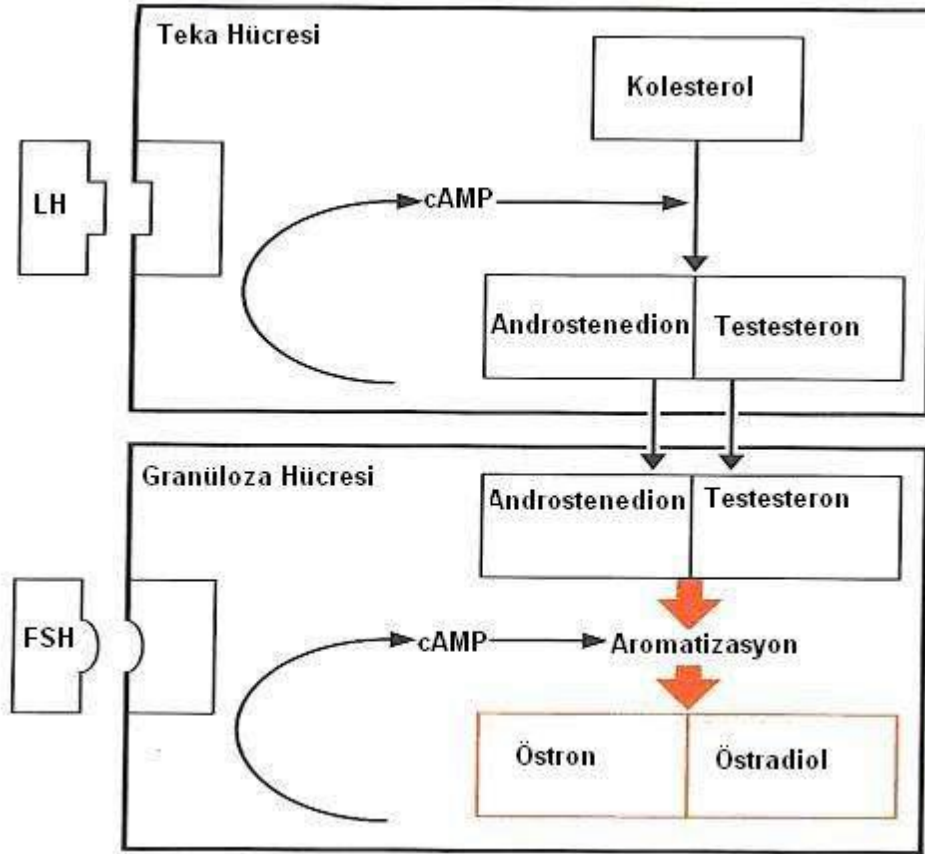 Teka Hücresi
Kolesterol
LH
cAMP
Androstenedion
Testesteron
Granüloza Hücresi
Androstenedion
Testesteron
FSH
cAMP
Aromatizasyon
Östron
Östradiol